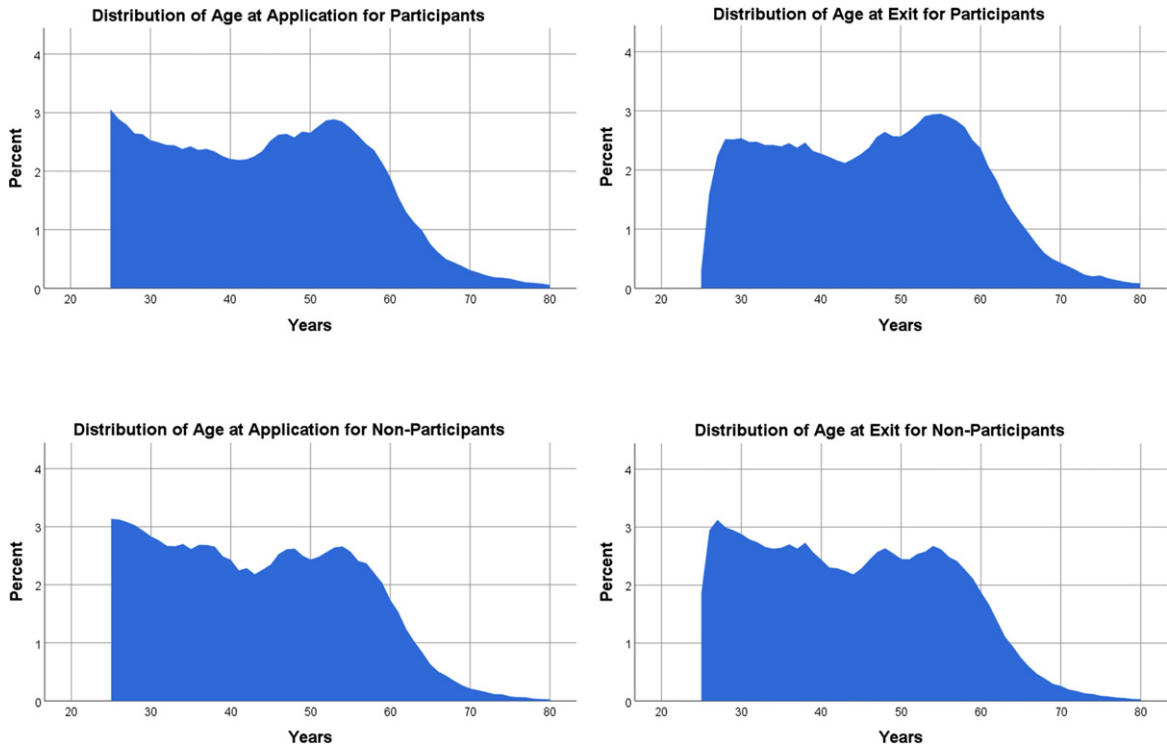 Distribution of Age at Application for Participants
4
3
2
1
0
Percent
20 30 40 50 60 70 80
Years
Distribution of Age at Exit for Participants
4
3
2
1
0
Percent
20 30 40 50 60 70 80
Years
Distribution of Age at Application for Non-Participants
4
3
2
1
0
Percent
20 30 40 50 60 70 80
Years
Distribution of Age at Exit for Non-Participants
4
3
2
1
0
Percent
20 30 40 50 60 70 80
Years